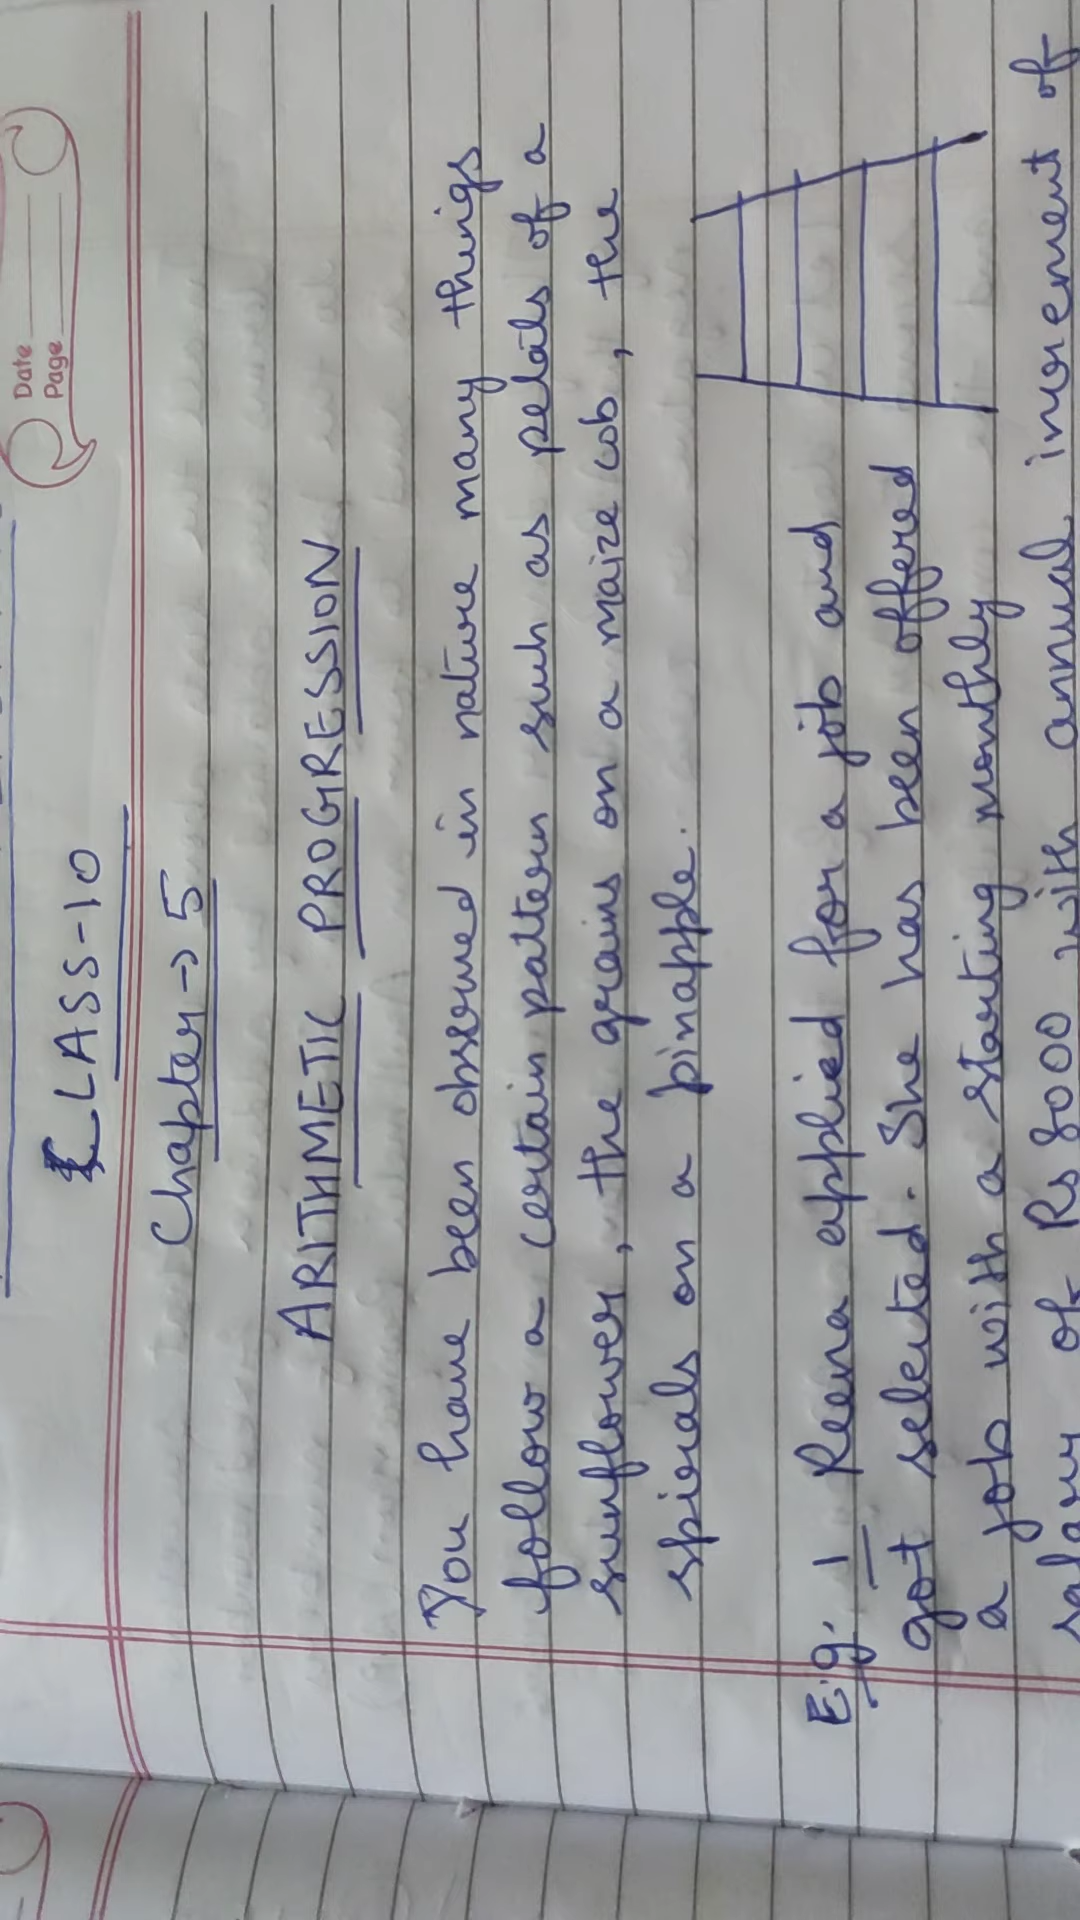 Date
Page
CLASS-10
Chapter → 5
ARITHMETIC PROGRESSION
You have been observed in nature many things
follow a certain pattern such as petals of a
sunflower, the grains on a maize cob, the
spirals on a pinapple.
E.g. 1 Reena applied for a job and
got selected. She has been offered
a job with a starting monthly
salary of Rs 8000 with annual increment of